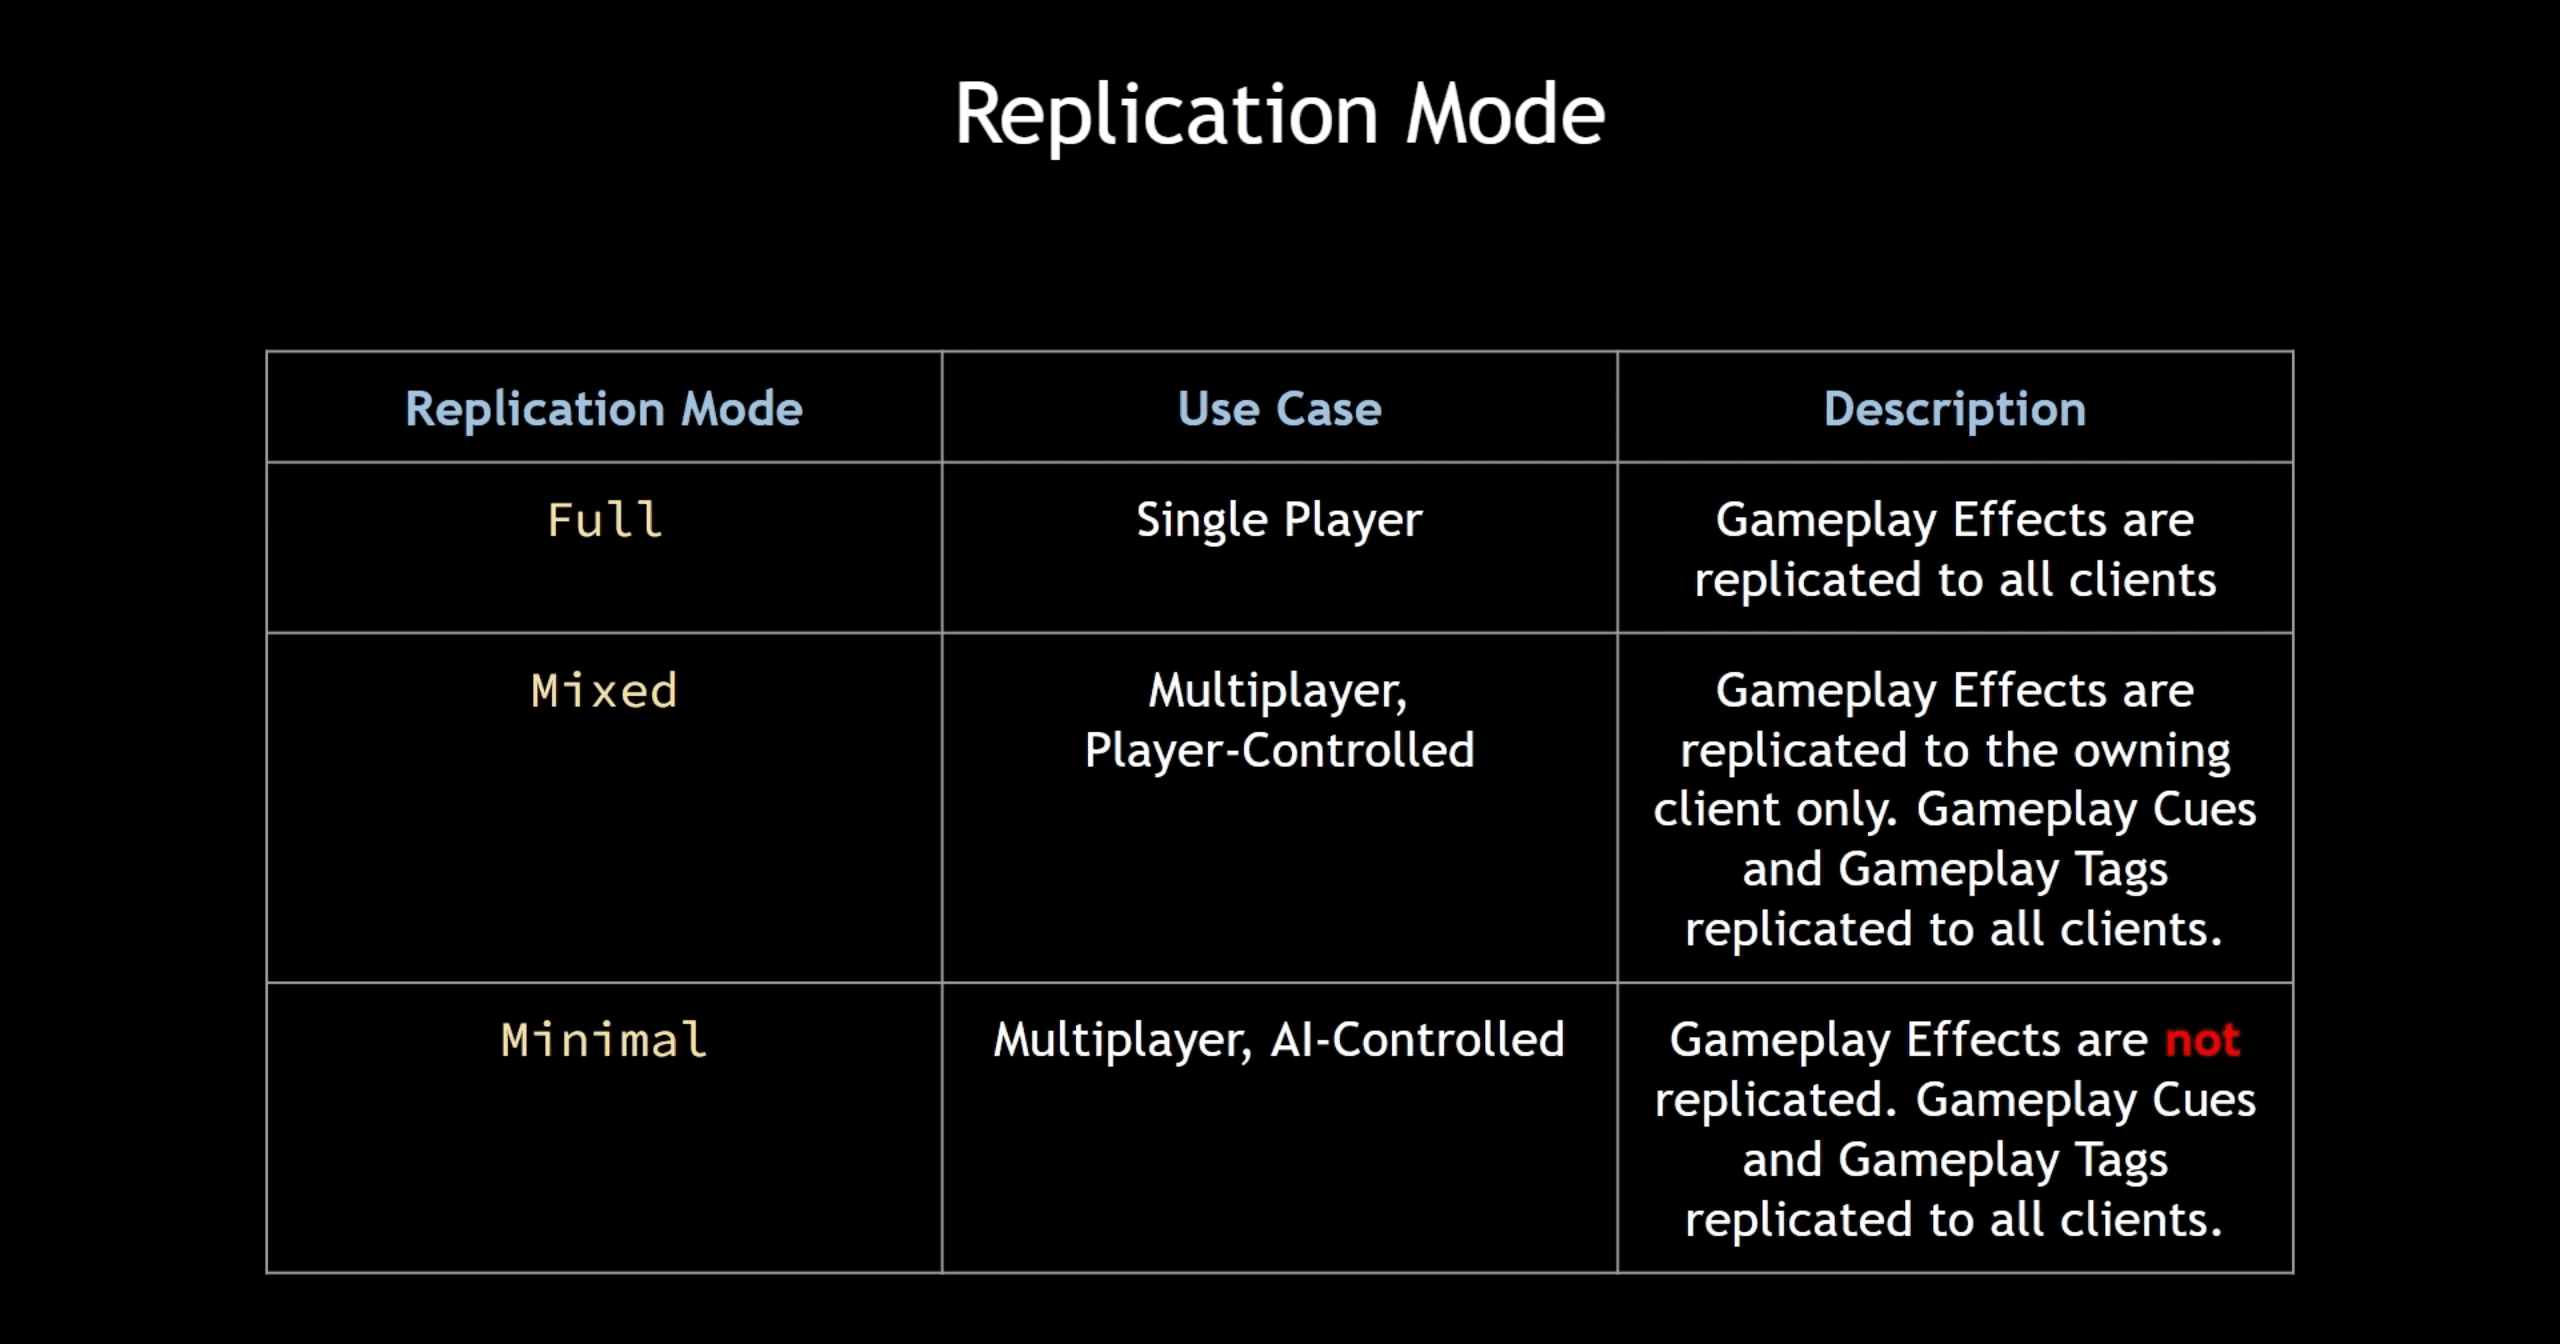 Replication Mode
Replication Mode
Use Case
Description
Full
Single Player
Gameplay Effects are
replicated to all clients
Mixed
Multiplayer,
Player-Controlled
Gameplay Effects are
replicated to the owning
client only. Gameplay Cues
and Gameplay Tags
replicated to all clients.
Minimal
Multiplayer, AI-Controlled
Gameplay Effects are not
replicated. Gameplay Cues
and Gameplay Tags
replicated to all clients.